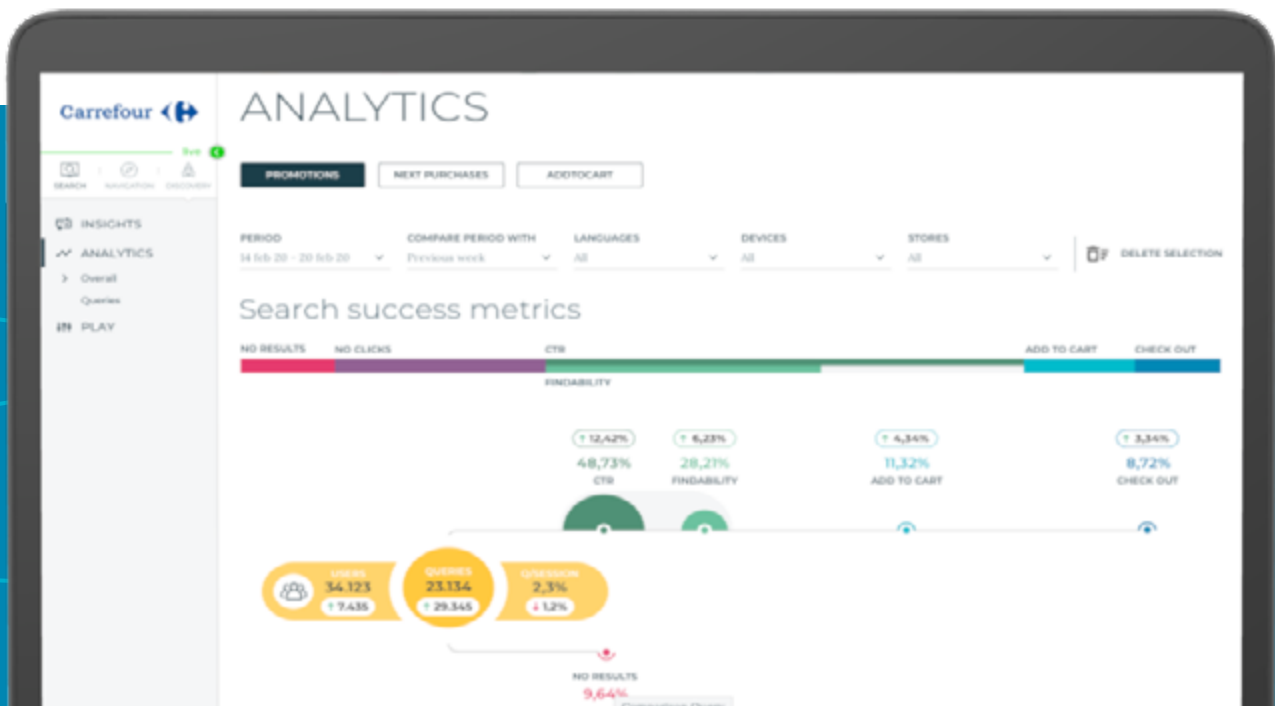 Carrefour
ANALYTICS
live
SEARCH NAVIGATION DISCOVERY
PROMOTIONS NEXT PURCHASES ADDTOCART
INSIGHTS
ANALYTICS
Overall
Queries
PLAY
PERIOD COMPARE PERIOD WITH LANGUAGES DEVICES STORES
14 feb 20 - 20 feb 20 Previous week All All All DELETE SELECTION
Search success metrics
NO RESULTS NO CLICKS CTR ADD TO CART CHECK OUT
FINDABILITY
↑ 12,42% ↑ 6,23% ↑ 4,34% ↑ 3,34%
48,73% 28,21% 11,32% 8,72%
CTR FINDABILITY ADD TO CART CHECK OUT
USERS QUERIES Q/SESSION
34.123 23.134 2,3%
↑ 7.435 ↑ 29.345 ↓ 1,2%
NO RESULTS
9,64%